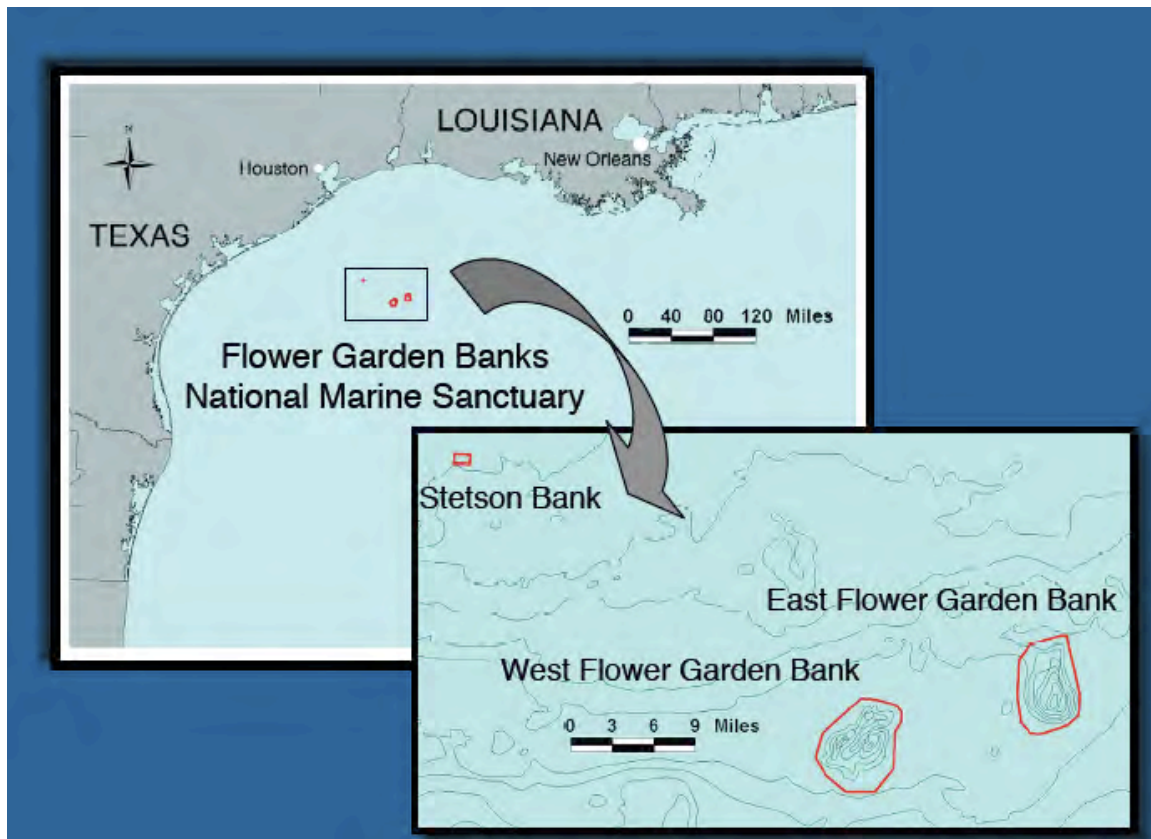 N
LOUISIANA
New Orleans
Houston
TEXAS
0 40 80 120 Miles
Flower Garden Banks
National Marine Sanctuary
Stetson Bank
East Flower Garden Bank
West Flower Garden Bank
0 3 6 9 Miles